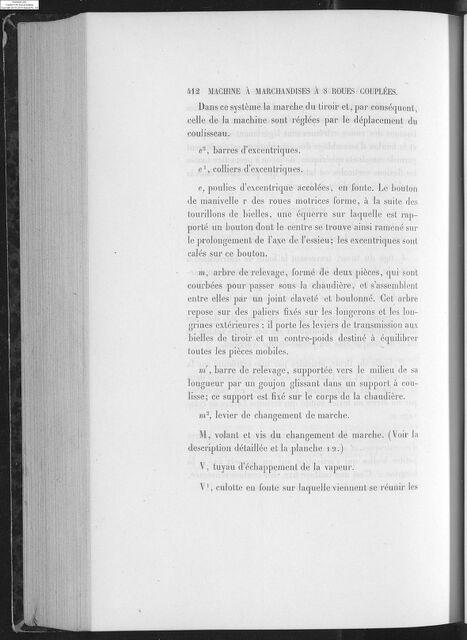 412 MACHINE À MARCHANDISES À 8 ROUES COUPLÉES.
Dans ce système la marche du tiroir et, par conséquent,
celle de la machine sont réglées par le déplacement du
coulisseau.
e², barres d'excentriques.
e¹, colliers d'excentriques.
e, poulies d'excentrique accolées, en fonte. Le bouton
de manivelle r des roues motrices forme, à la suite des
tourillons de bielles, une équerre sur laquelle est rap-
porté un bouton dont le centre se trouve ainsi ramené sur
le prolongement de l'axe de l'essieu; les excentriques sont
calés sur ce bouton.
m, arbre de relevage, formé de deux pièces, qui sont
courbées pour passer sous la chaudière, et s'assemblent
entre elles par un joint claveté et boulonné. Cet arbre
repose sur des paliers fixés sur les longerons et les lon-
grines extérieures; il porte les leviers de transmission aux
bielles de tiroir et un contre-poids destiné à équilibrer
toutes les pièces mobiles.
m', barre de relevage, supportée vers le milieu de sa
longueur par un goujon glissant dans un support à cou-
lisse; ce support est fixé sur le corps de la chaudière.
m², levier de changement de marche.
M, volant et vis du changement de marche. (Voir la
description détaillée et la planche 12.)
V, tuyau d'échappement de la vapeur.
V¹, culotte en fonte sur laquelle viennent se réunir les